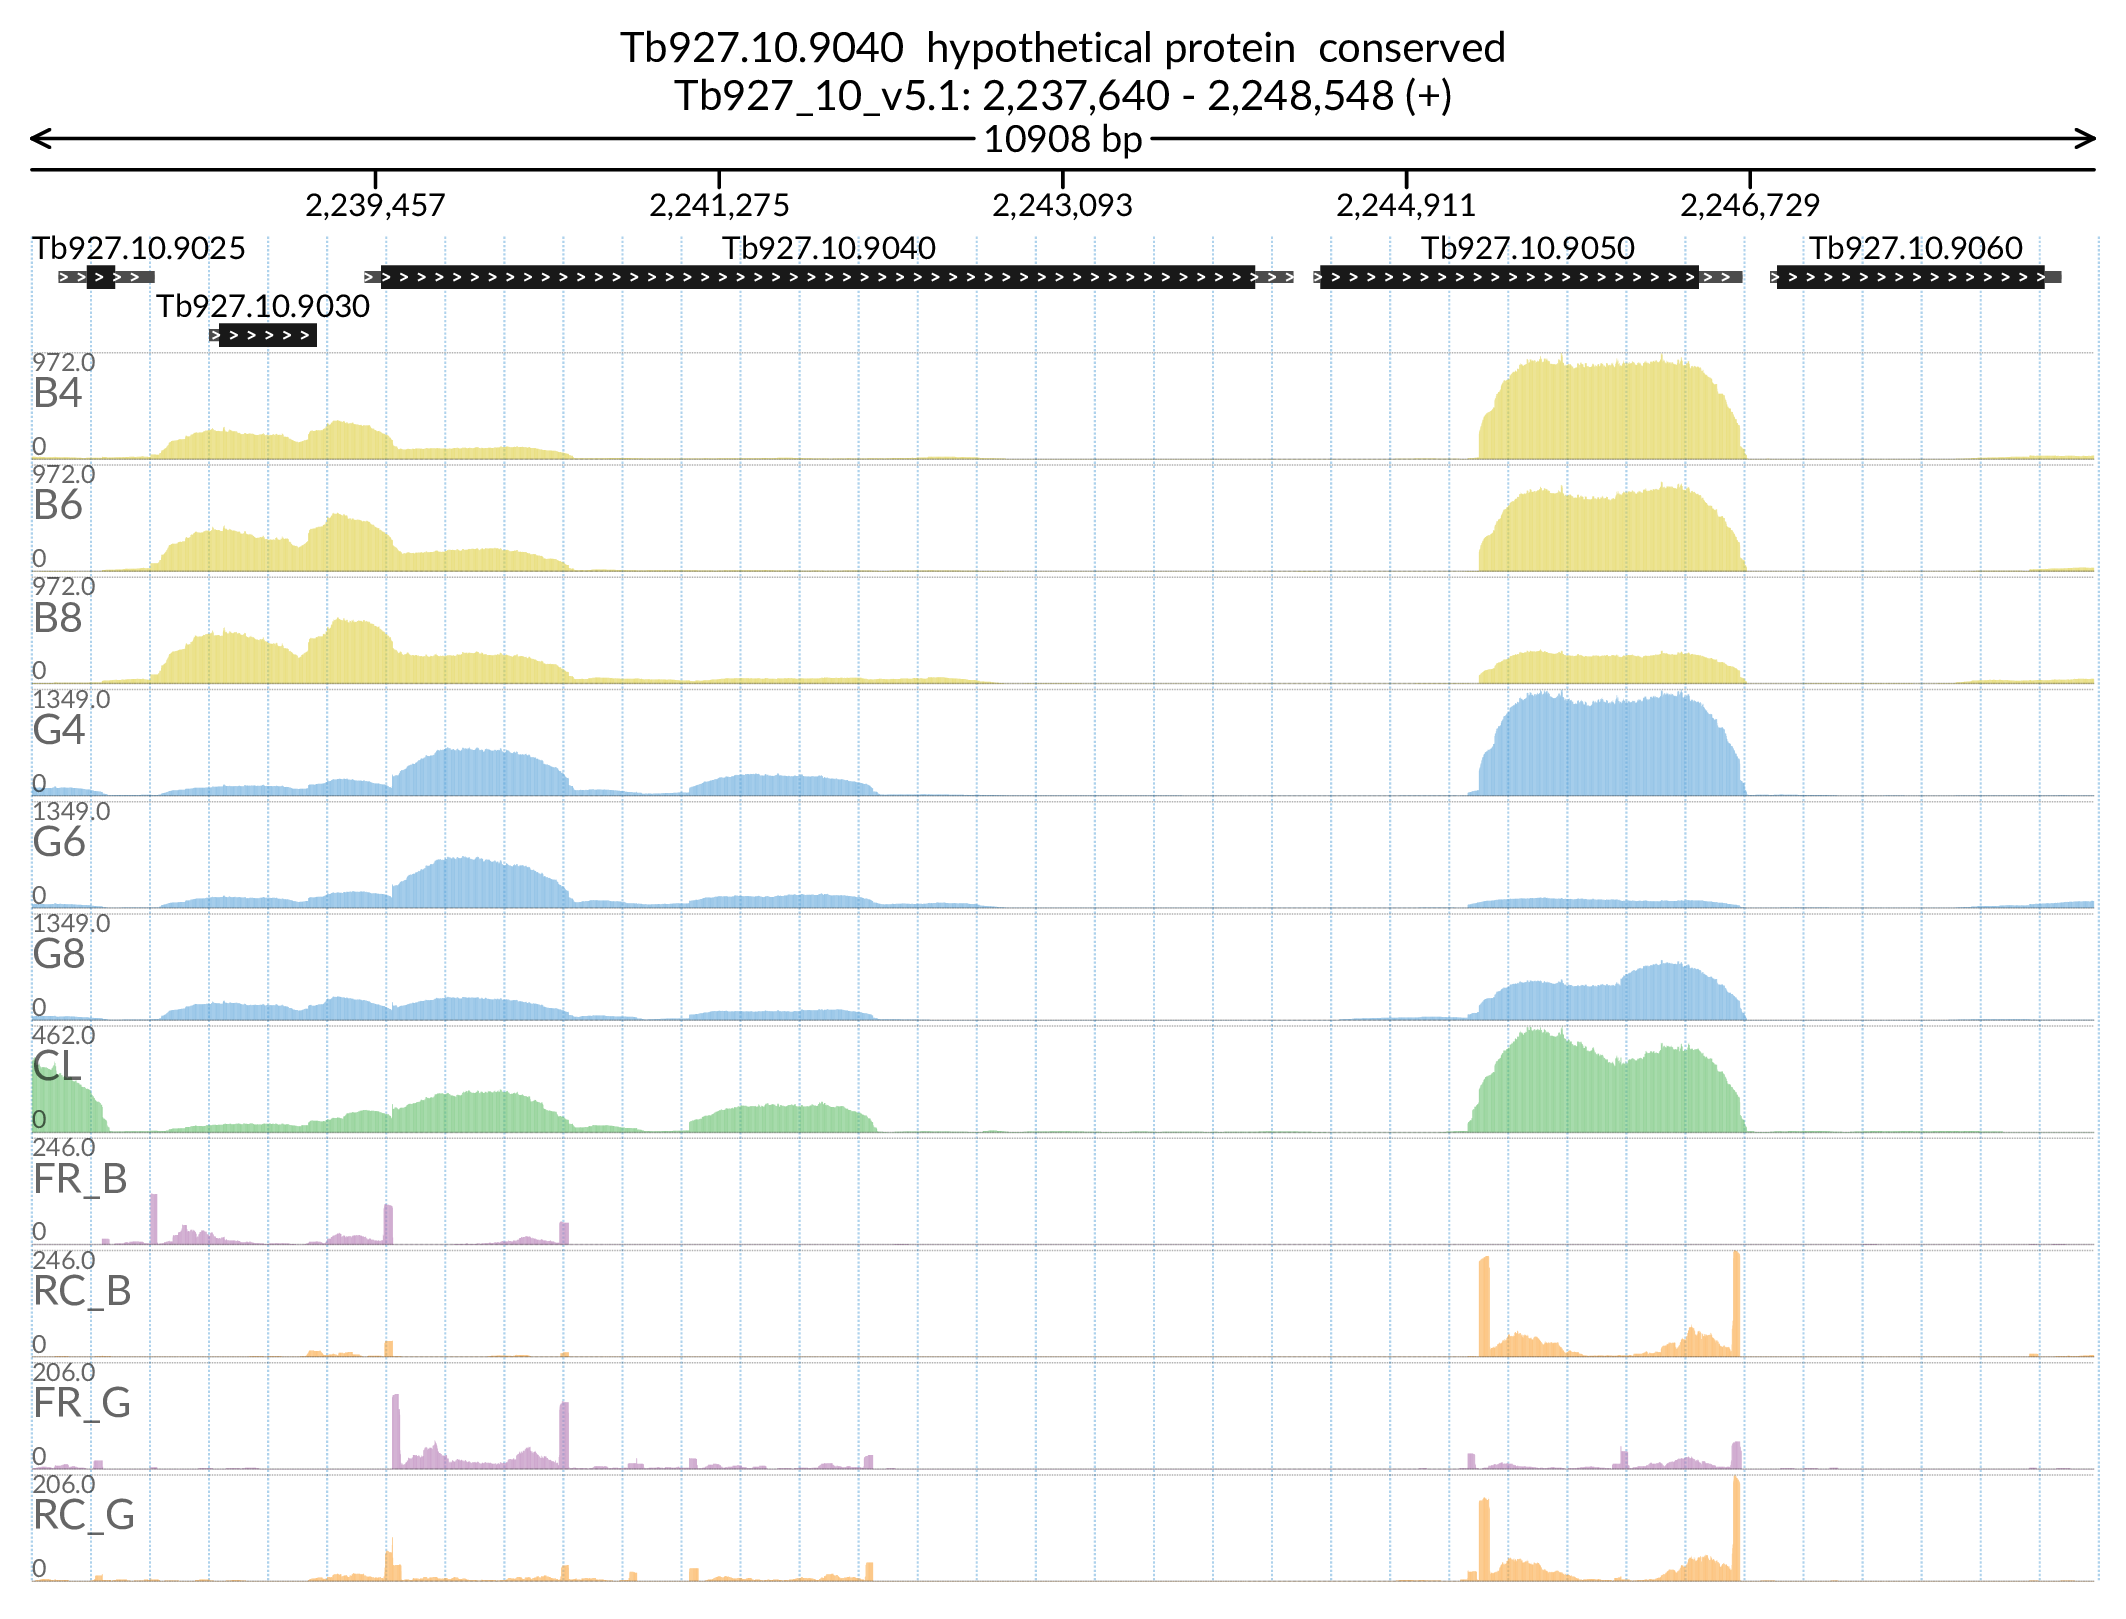 Tb927.10.9040  hypothetical protein  conserved
Tb927_10_v5.1: 2,237,640 - 2,248,548 (+)
10908 bp
2,239,457 2,241,275 2,243,093 2,244,911 2,246,729
Tb927.10.9025 Tb927.10.9040 Tb927.10.9050 Tb927.10.9060
Tb927.10.9030
972.0
B4
0
972.0
B6
0
972.0
B8
0
1349.0
G4
0
1349.0
G6
0
1349.0
G8
0
462.0
CL
0
246.0
FR_B
0
246.0
RC_B
0
206.0
FR_G
0
206.0
RC_G
0